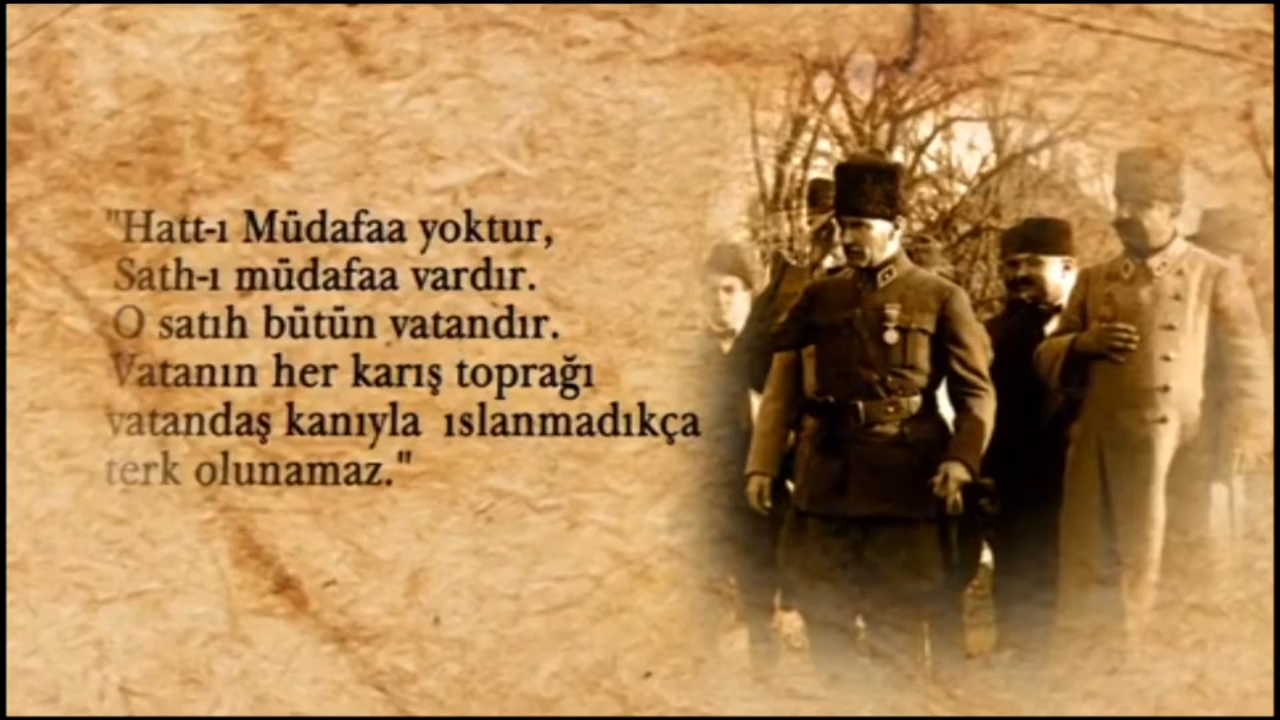 "Hatt-ı Müdafaa yoktur,
Sath-ı müdafaa vardır.
O satıh bütün vatandır.
Vatanın her karış toprağı
vatandaş kanıyla ıslanmadıkça
terk olunamaz."